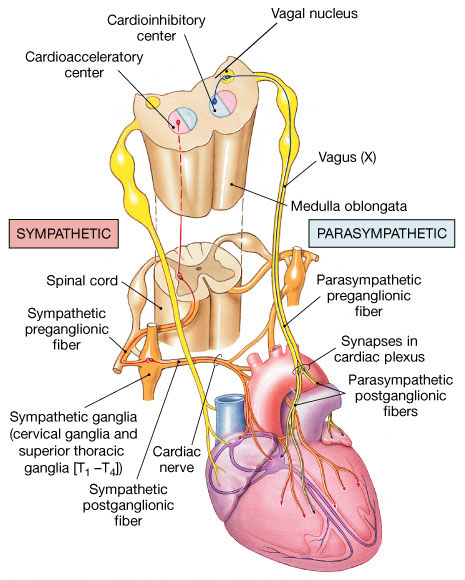 Vagal nucleus
Cardioinhibitory
center
Cardioacceleratory
center
Vagus (X)
Medulla oblongata
SYMPATHETIC
PARASYMPATHETIC
Spinal cord
Parasympathetic
preganglionic
fiber
Sympathetic
preganglionic
fiber
Synapses in
cardiac plexus
Parasympathetic
postganglionic
fibers
Sympathetic ganglia
(cervical ganglia and
superior thoracic
ganglia [T1 –T4])
Cardiac
nerve
Sympathetic
postganglionic
fiber